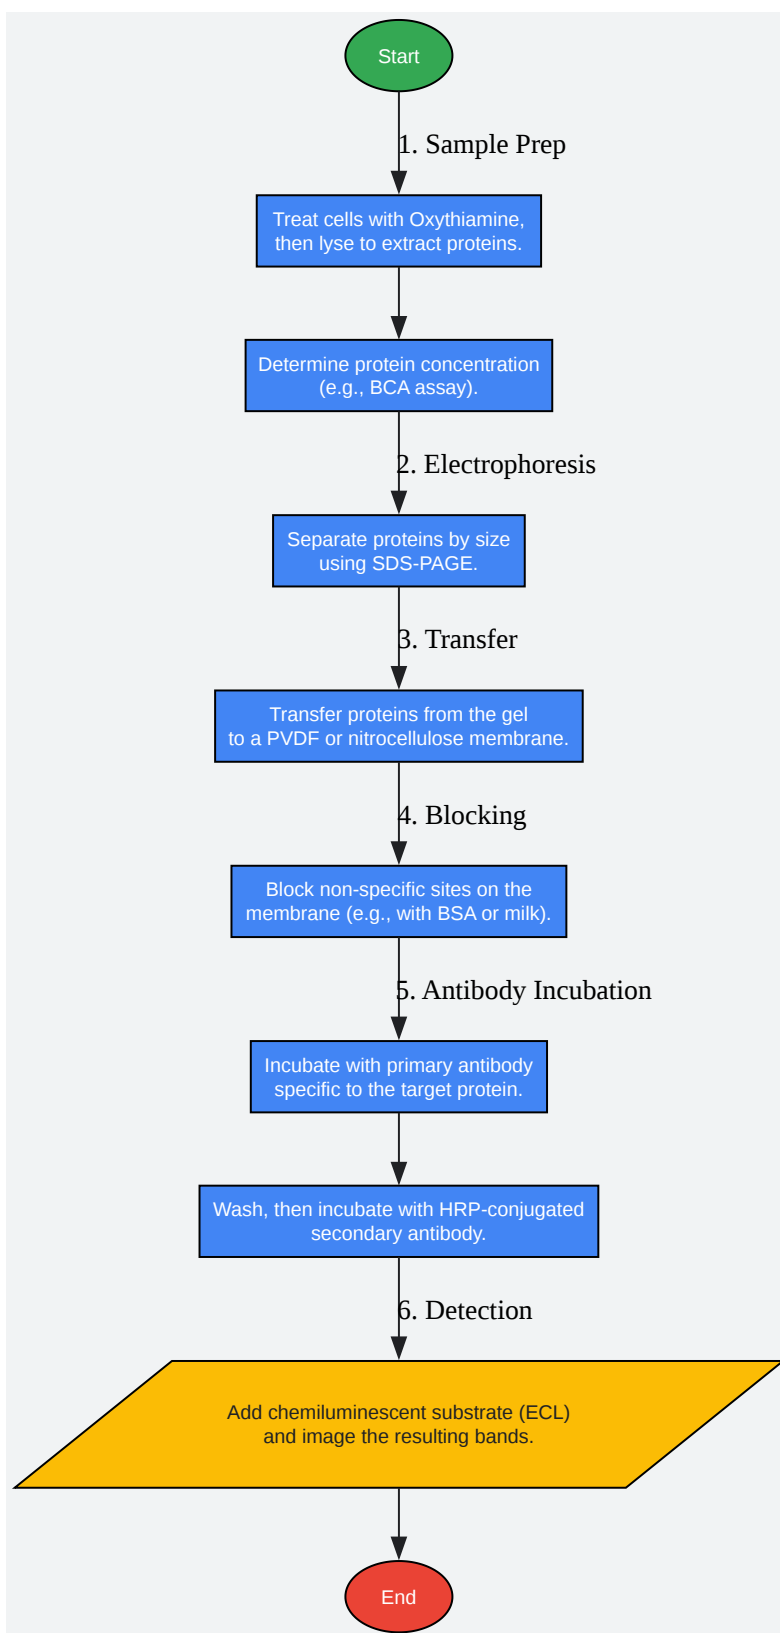 Start
1. Sample Prep
Treat cells with Oxythiamine,
then lyse to extract proteins.
Determine protein concentration
(e.g., BCA assay).
2. Electrophoresis
Separate proteins by size
using SDS-PAGE.
3. Transfer
Transfer proteins from the gel
to a PVDF or nitrocellulose membrane.
4. Blocking
Block non-specific sites on the
membrane (e.g., with BSA or milk).
5. Antibody Incubation
Incubate with primary antibody
specific to the target protein.
Wash, then incubate with HRP-conjugated
secondary antibody.
6. Detection
Add chemiluminescent substrate (ECL)
and image the resulting bands.
End